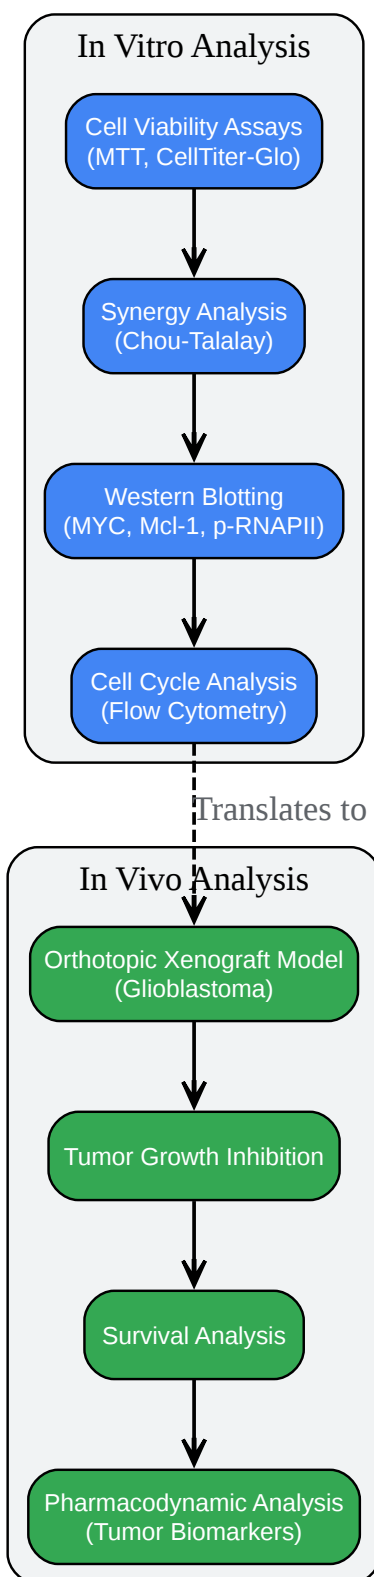 In Vitro Analysis
Cell Viability Assays
(MTT, CellTiter-Glo)
Synergy Analysis
(Chou-Talalay)
Western Blotting
(MYC, Mcl-1, p-RNAPII)
Cell Cycle Analysis
(Flow Cytometry)
Translates to
In Vivo Analysis
Orthotopic Xenograft Model
(Glioblastoma)
Tumor Growth Inhibition
Survival Analysis
Pharmacodynamic Analysis
(Tumor Biomarkers)